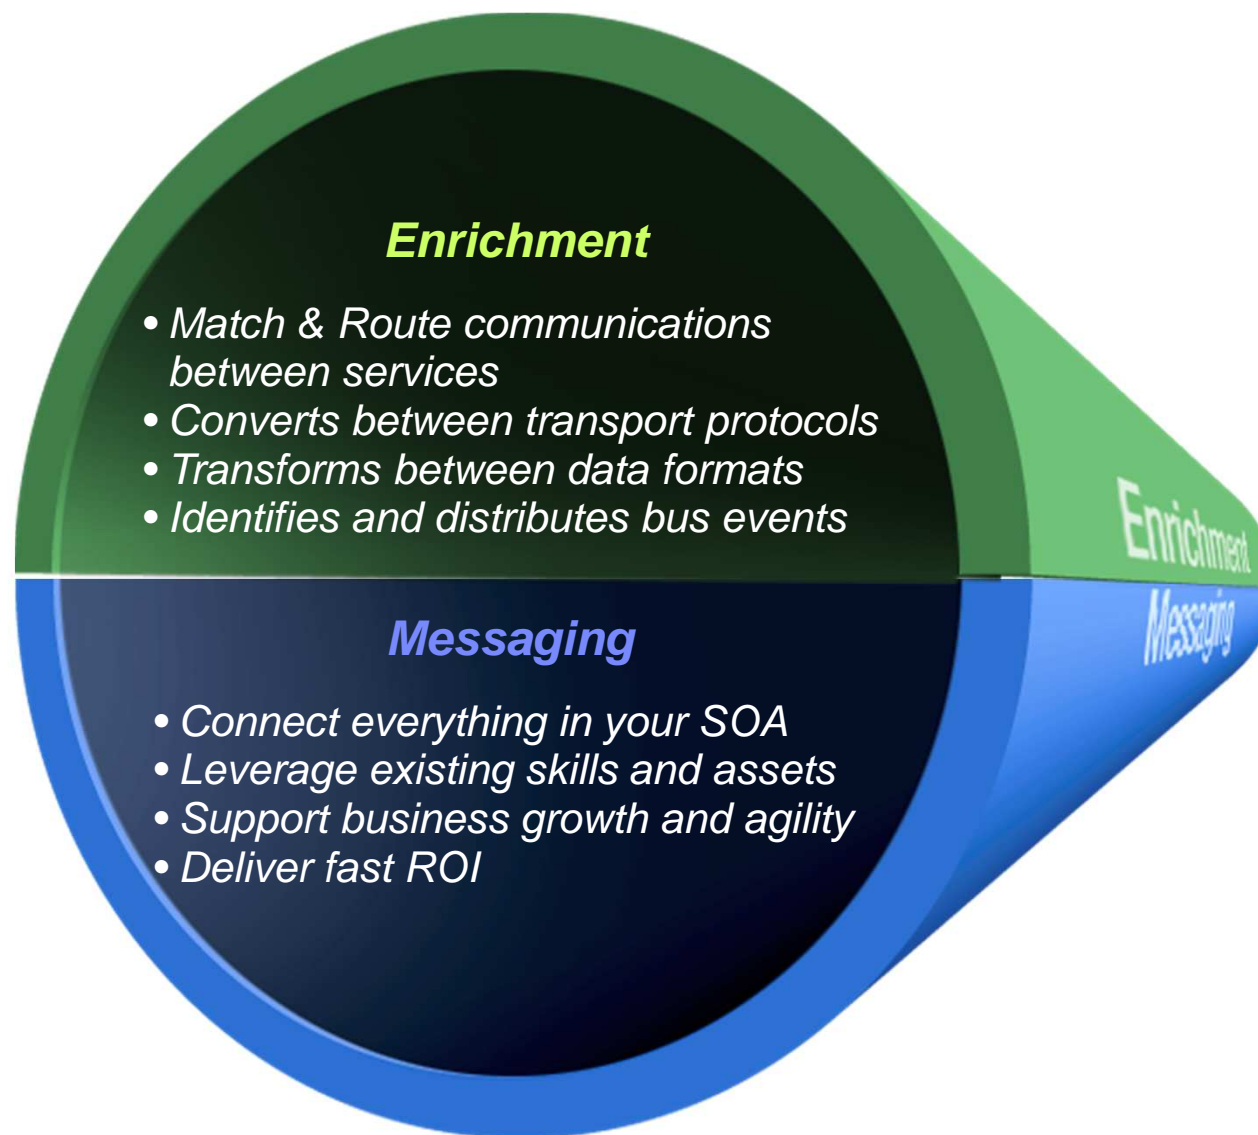 Enrichment
• Match & Route communications
between services
• Converts between transport protocols
• Transforms between data formats
• Identifies and distributes bus events
Enrichment
Messaging
Messaging
• Connect everything in your SOA
• Leverage existing skills and assets
• Support business growth and agility
• Deliver fast ROI